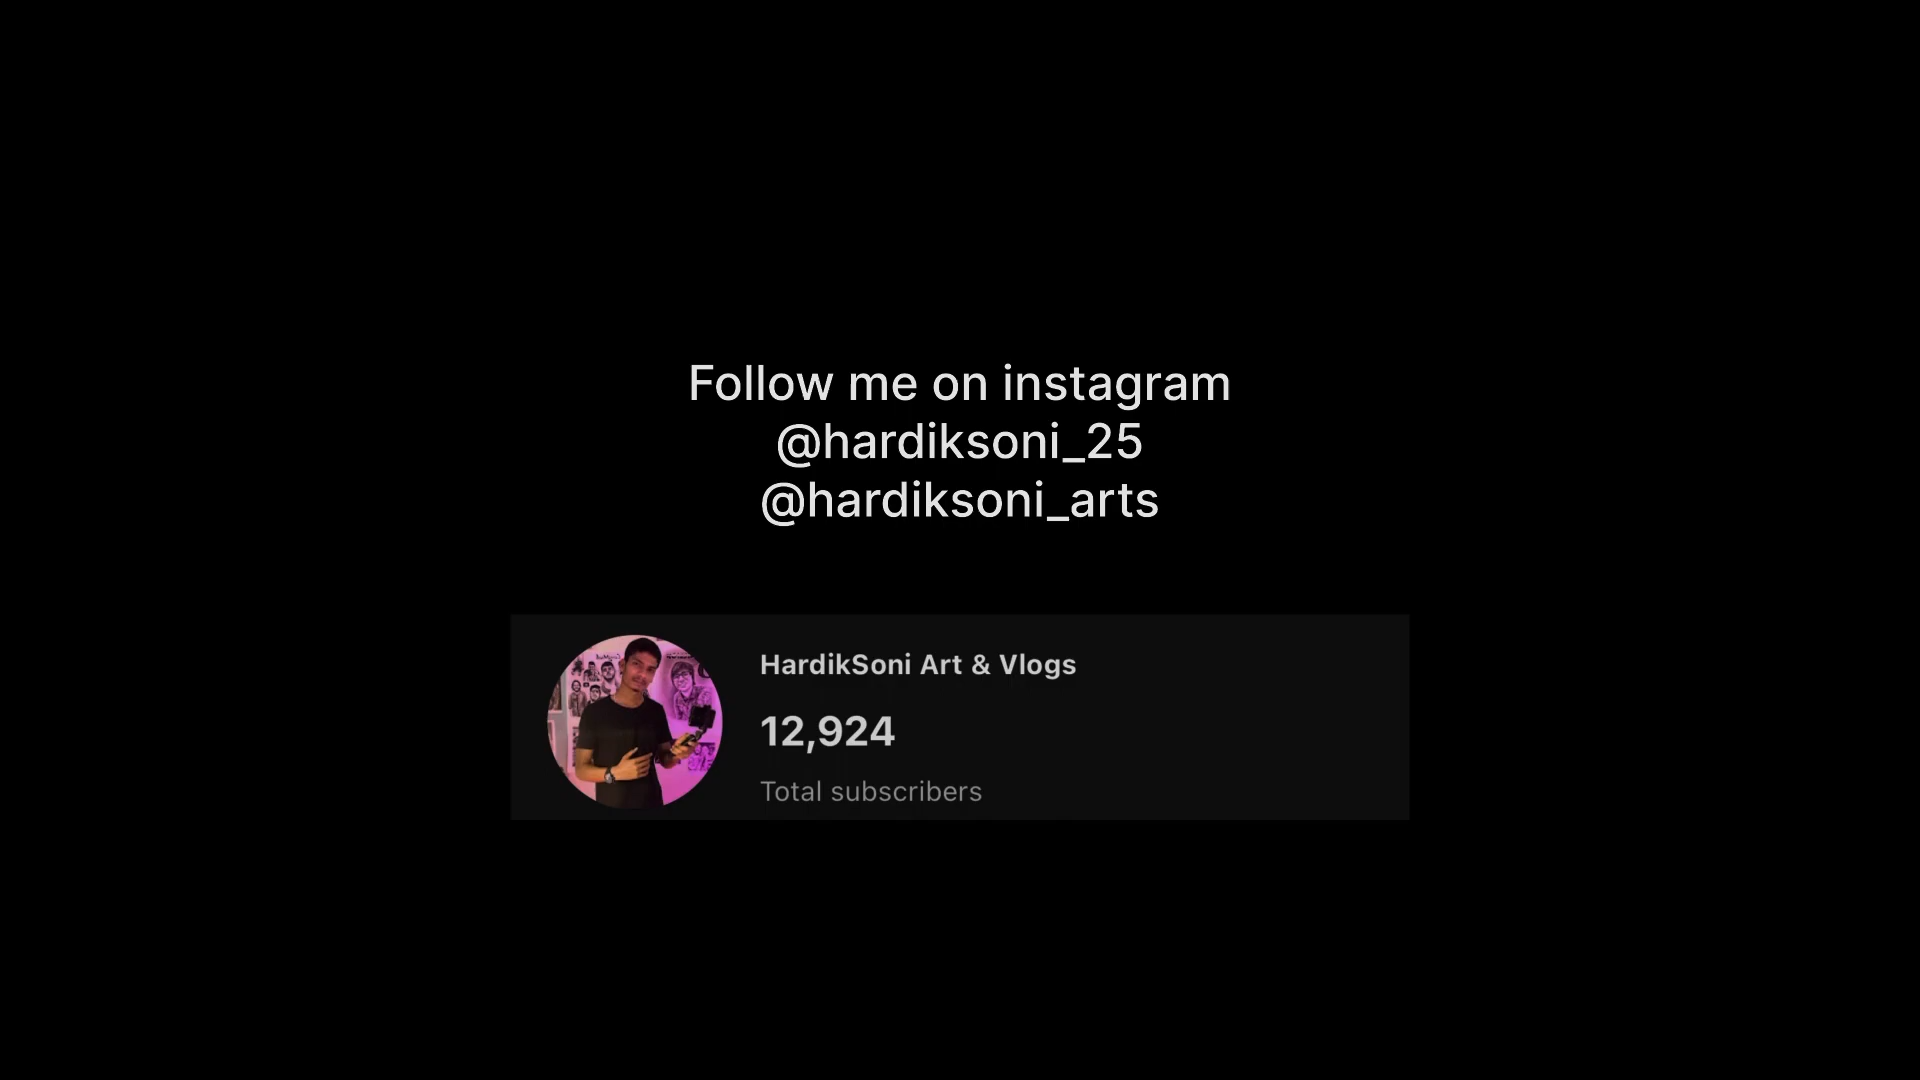 Follow me on instagram
@hardiksoni_25
@hardiksoni_arts
HardikSoni Art & Vlogs
12,924
Total subscribers